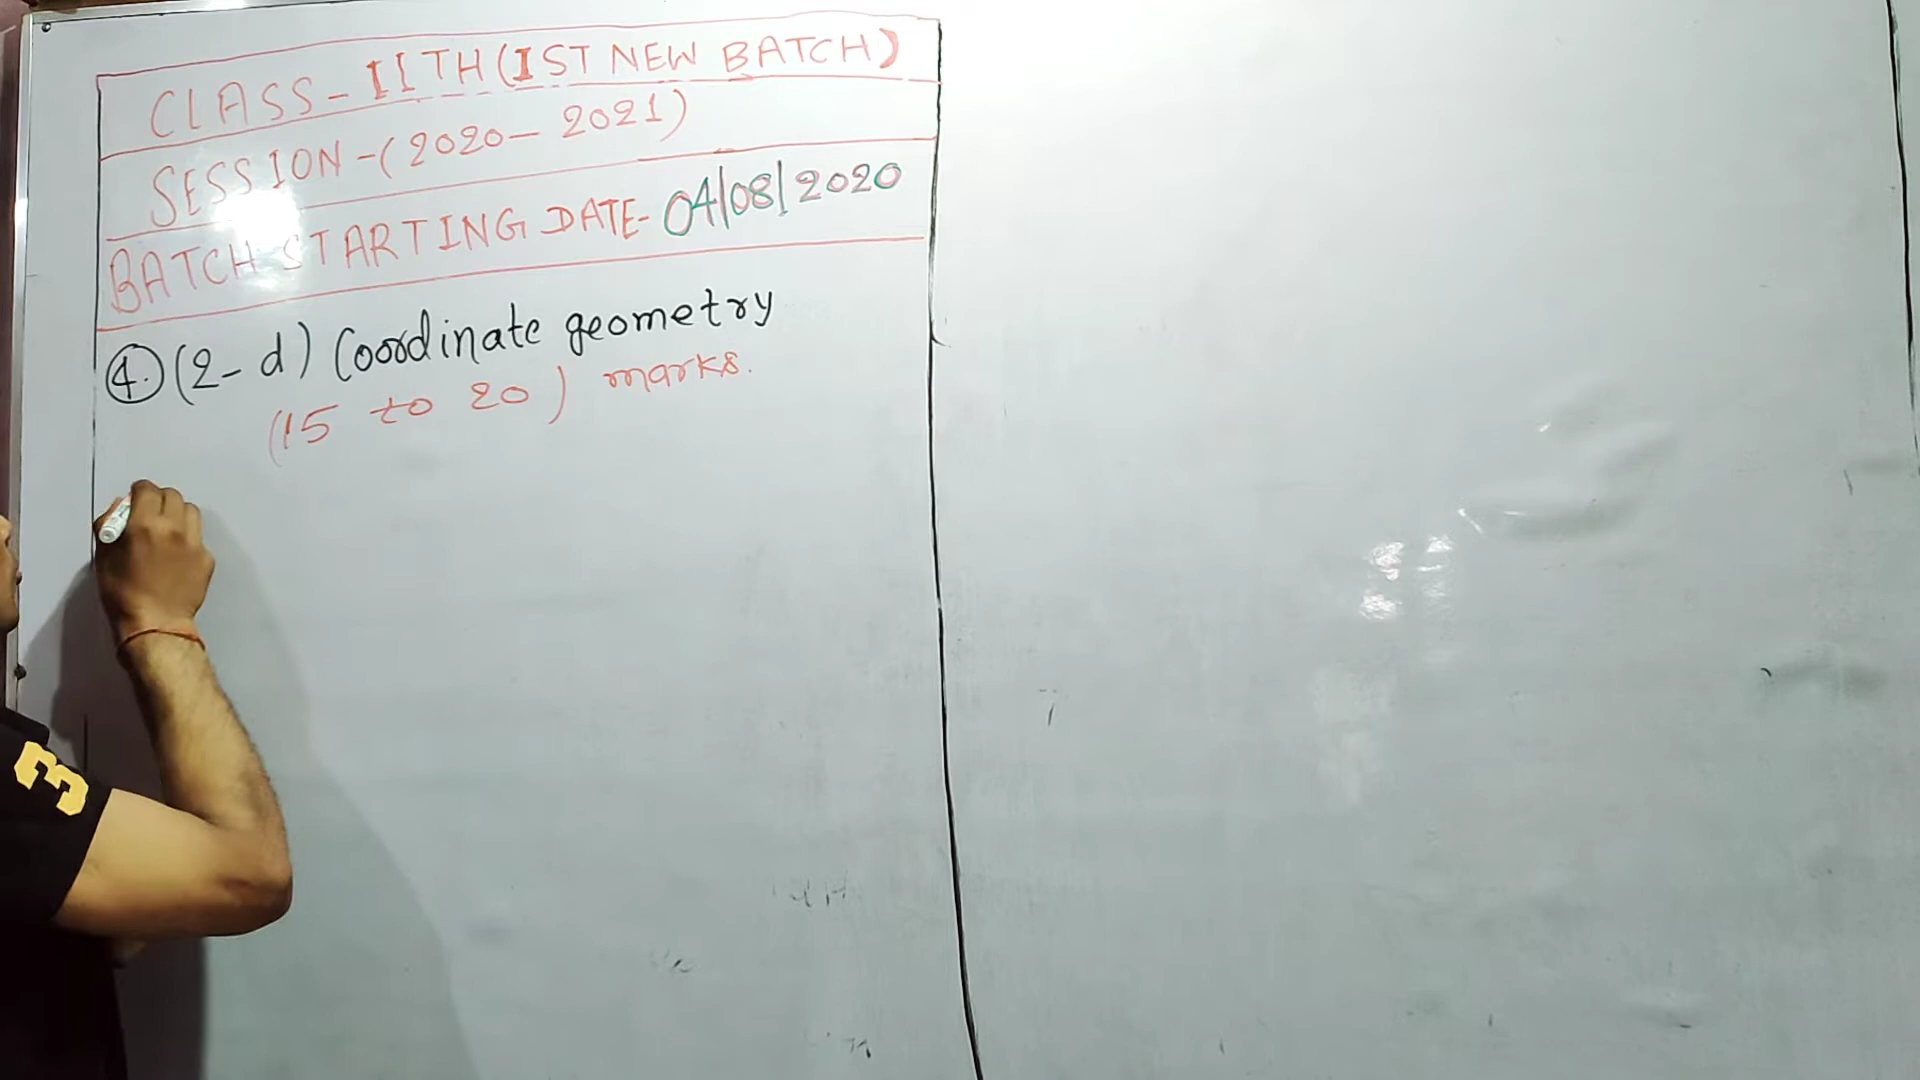 CLASS-11TH (1ST NEW BATCH)
SESSION-(2020-2021)
BATCH STARTING DATE-04/08/2020
4. (2-d) Coordinate geometry
(15 to 20) marks.
3